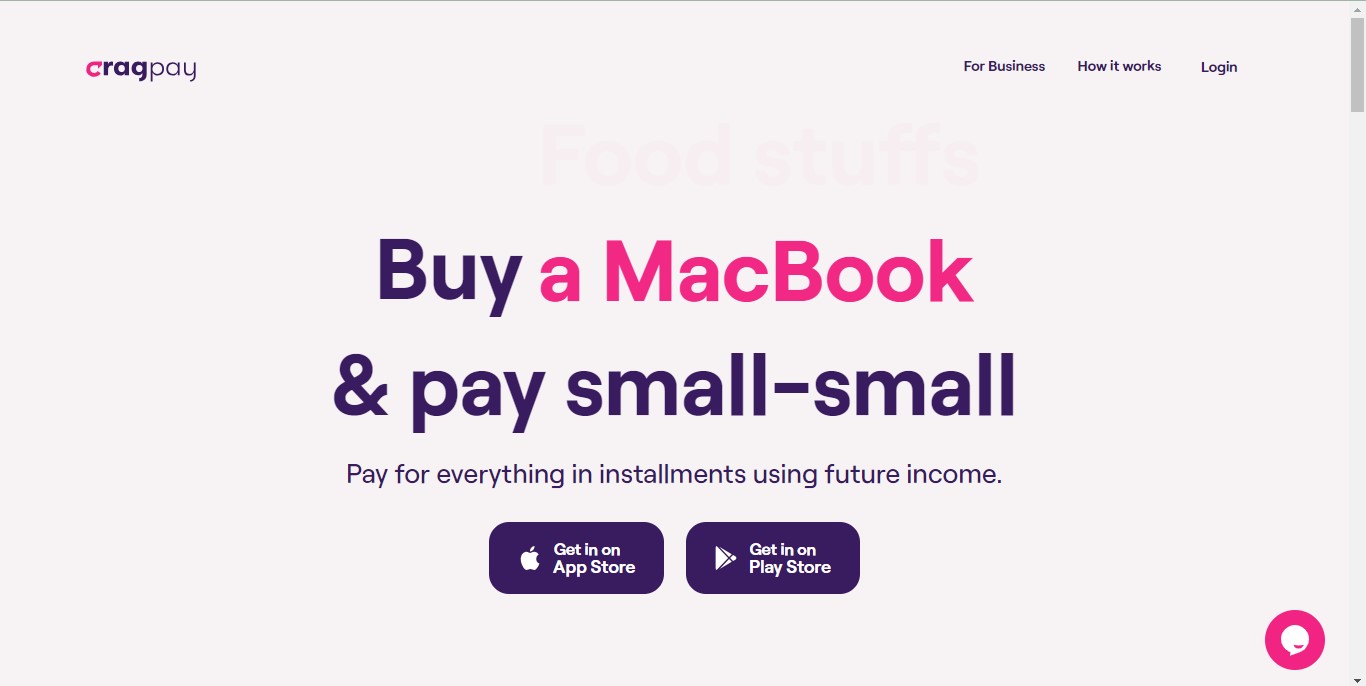 cragpay
For Business How it works Login
Food stuffs
Buy a MacBook
& pay small-small
Pay for everything in installments using future income.
Get in on
App Store
Get in on
Play Store